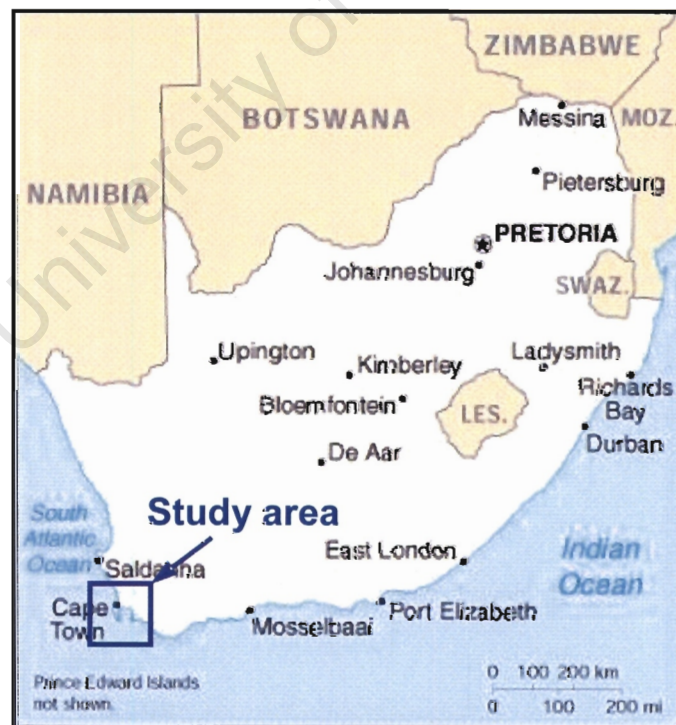 University of
ZIMBABWE
BOTSWANA
Messina
MOZ.
NAMIBIA
Pietersburg
PRETORIA
Johannesburg
SWAZ.
Upington
Kimberley
Ladysmith
Richards
Bay
Bloemfontein
LES.
Durban
De Aar
South
Atlantic
Ocean
Study area
Saldanna
East London
Indian
Ocean
Cape
Town
Mosselbaai
Port Elizabeth
Prince Edward Islands
not shown.
0 100 200 km
0 100 200 mi